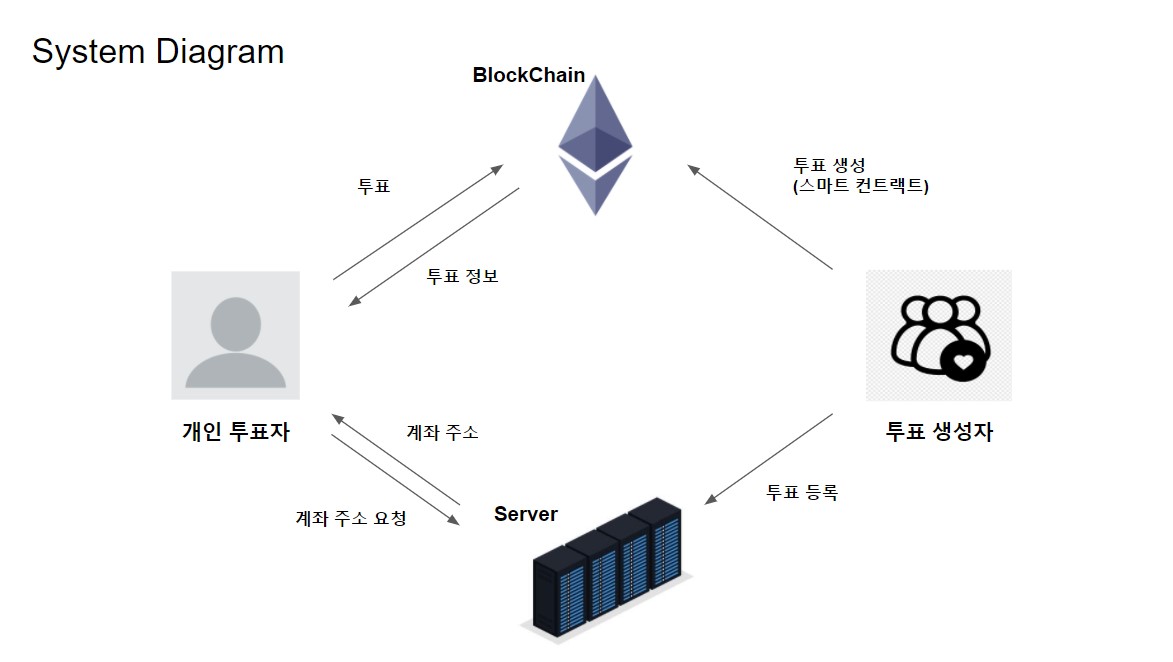 System Diagram
BlockChain
투표
투표 생성
(스마트 컨트랙트)
투표 정보
개인 투표자
투표 생성자
계좌 주소
계좌 주소 요청
투표 등록
Server